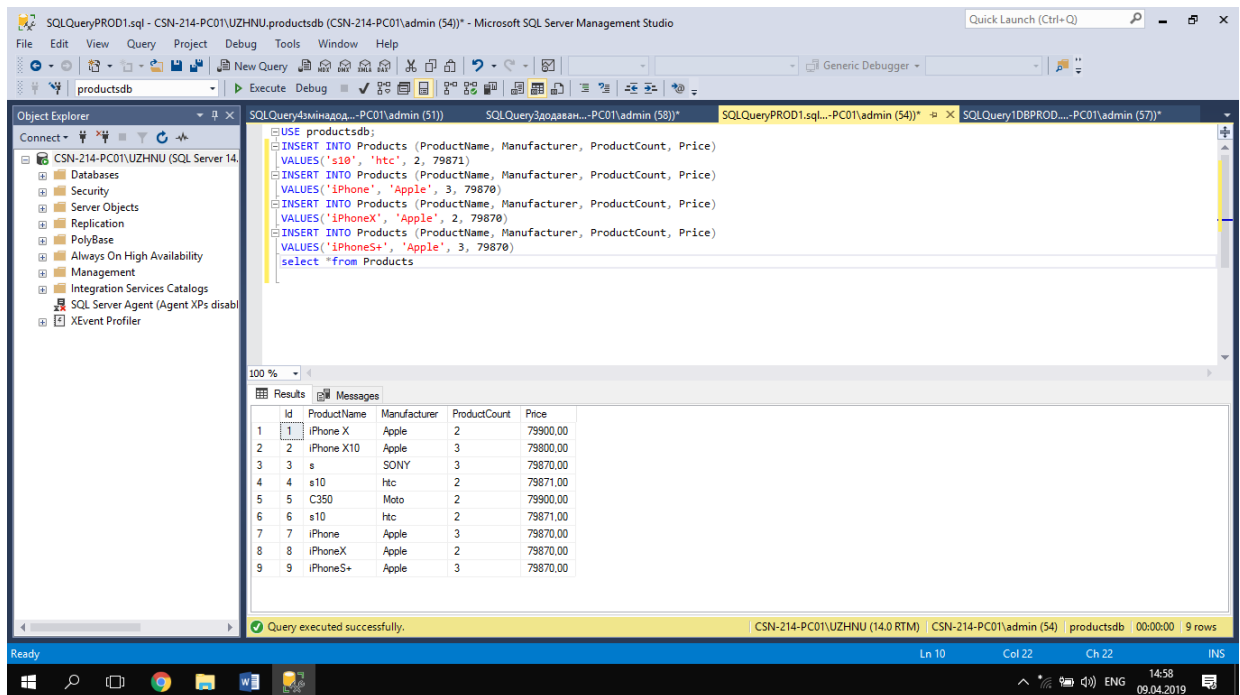 SQLQueryPROD1.sql - CSN-214-PC01\UZHNU.productsdb (CSN-214-PC01\admin (54))* - Microsoft SQL Server Management Studio
Quick Launch (Ctrl+Q)
File Edit View Query Project Debug Tools Window Help
New Query
Generic Debugger
productsdb
Execute Debug
Object Explorer
SQLQuery4змінадод...-PC01\admin (51))
SQLQuery3додаван...-PC01\admin (58))*
SQLQueryPROD1.sql...-PC01\admin (54))*
SQLQuery1DBPROD....-PC01\admin (57))*
Connect
CSN-214-PC01\UZHNU (SQL Server 14.
Databases
Security
Server Objects
Replication
PolyBase
Always On High Availability
Management
Integration Services Catalogs
SQL Server Agent (Agent XPs disabl
XEvent Profiler
USE productsdb;
INSERT INTO Products (ProductName, Manufacturer, ProductCount, Price)
VALUES('s10', 'htc', 2, 79871)
INSERT INTO Products (ProductName, Manufacturer, ProductCount, Price)
VALUES('iPhone', 'Apple', 3, 79870)
INSERT INTO Products (ProductName, Manufacturer, ProductCount, Price)
VALUES('iPhoneX', 'Apple', 2, 79870)
INSERT INTO Products (ProductName, Manufacturer, ProductCount, Price)
VALUES('iPhoneS+', 'Apple', 3, 79870)
select *from Products
100 %
Results Messages
Id ProductName Manufacturer ProductCount Price
1 1 iPhone X Apple 2 79900,00
2 2 iPhone X10 Apple 3 79800,00
3 3 s SONY 3 79870,00
4 4 s10 htc 2 79871,00
5 5 C350 Moto 2 79900,00
6 6 s10 htc 2 79871,00
7 7 iPhone Apple 3 79870,00
8 8 iPhoneX Apple 2 79870,00
9 9 iPhoneS+ Apple 3 79870,00
Query executed successfully.
CSN-214-PC01\UZHNU (14.0 RTM) CSN-214-PC01\admin (54) productsdb 00:00:00 9 rows
Ready Ln 10 Col 22 Ch 22 INS
ENG
14:58
09.04.2019